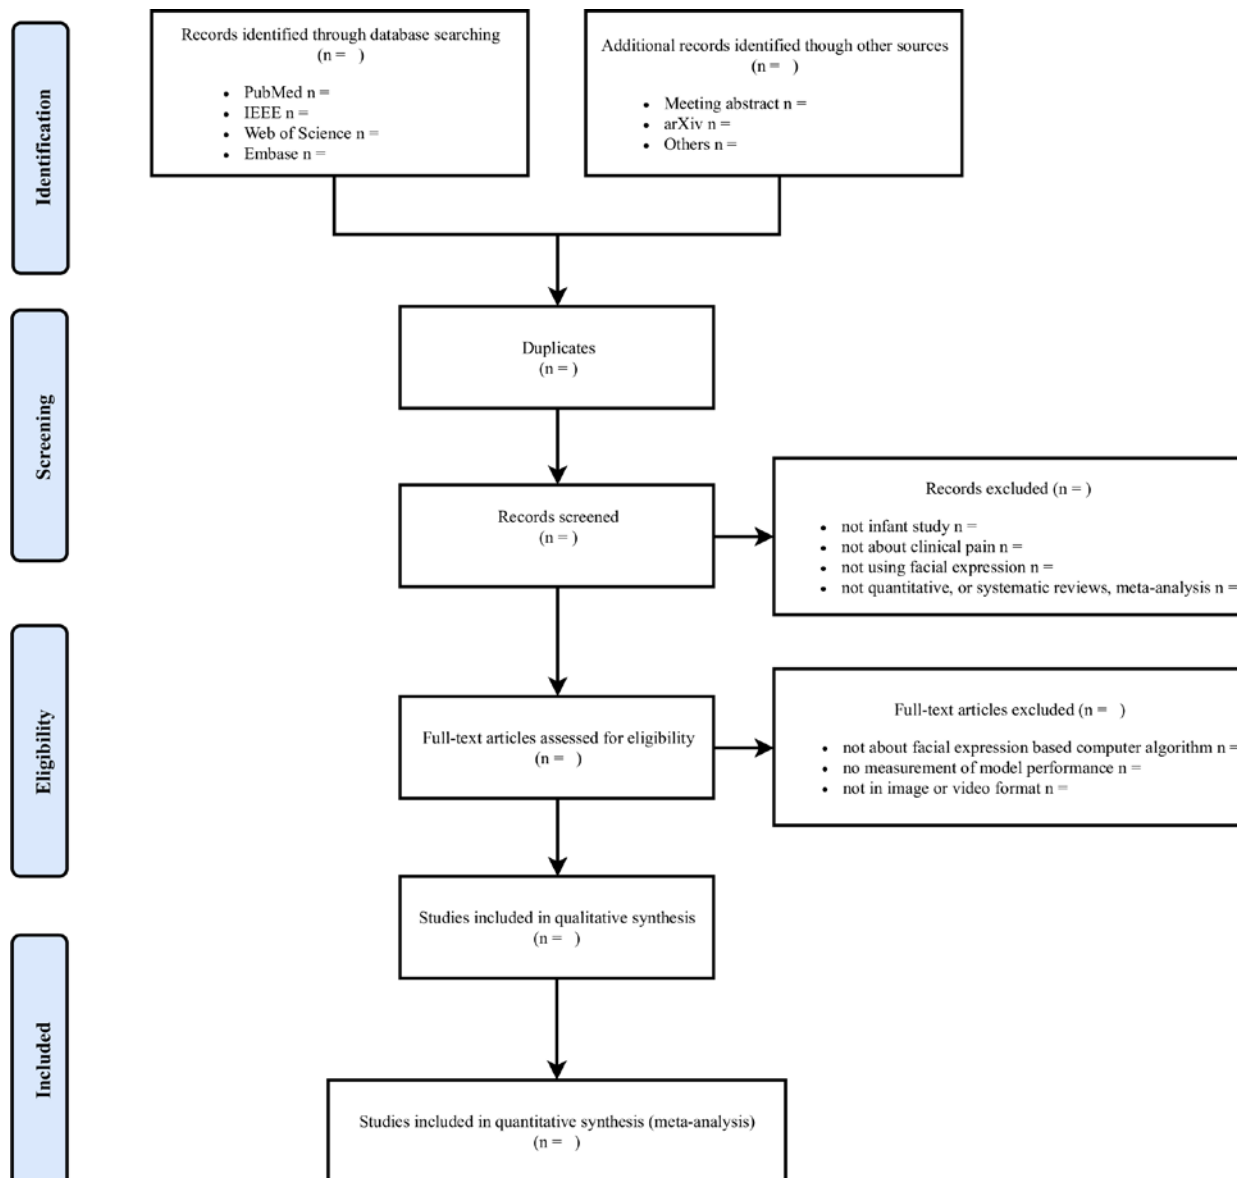 Identification
Records identified through database searching
(n =   )
• PubMed n =
• IEEE n =
• Web of Science n =
• Embase n =
Additional records identified though other sources
(n =   )
• Meeting abstract n =
• arXiv n =
• Others n =
Screening
Duplicates
(n = )
Records screened
(n = )
Records excluded (n = )
• not infant study n =
• not about clinical pain n =
• not using facial expression n =
• not quantitative, or systematic reviews, meta-analysis n =
Eligibility
Full-text articles assessed for eligibility
(n =   )
Full-text articles excluded (n =   )
• not about facial expression based computer algorithm n =
• no measurement of model performance n =
• not in image or video format n =
Included
Studies included in qualitative synthesis
(n =   )
Studies included in quantitative synthesis (meta-analysis)
(n =   )